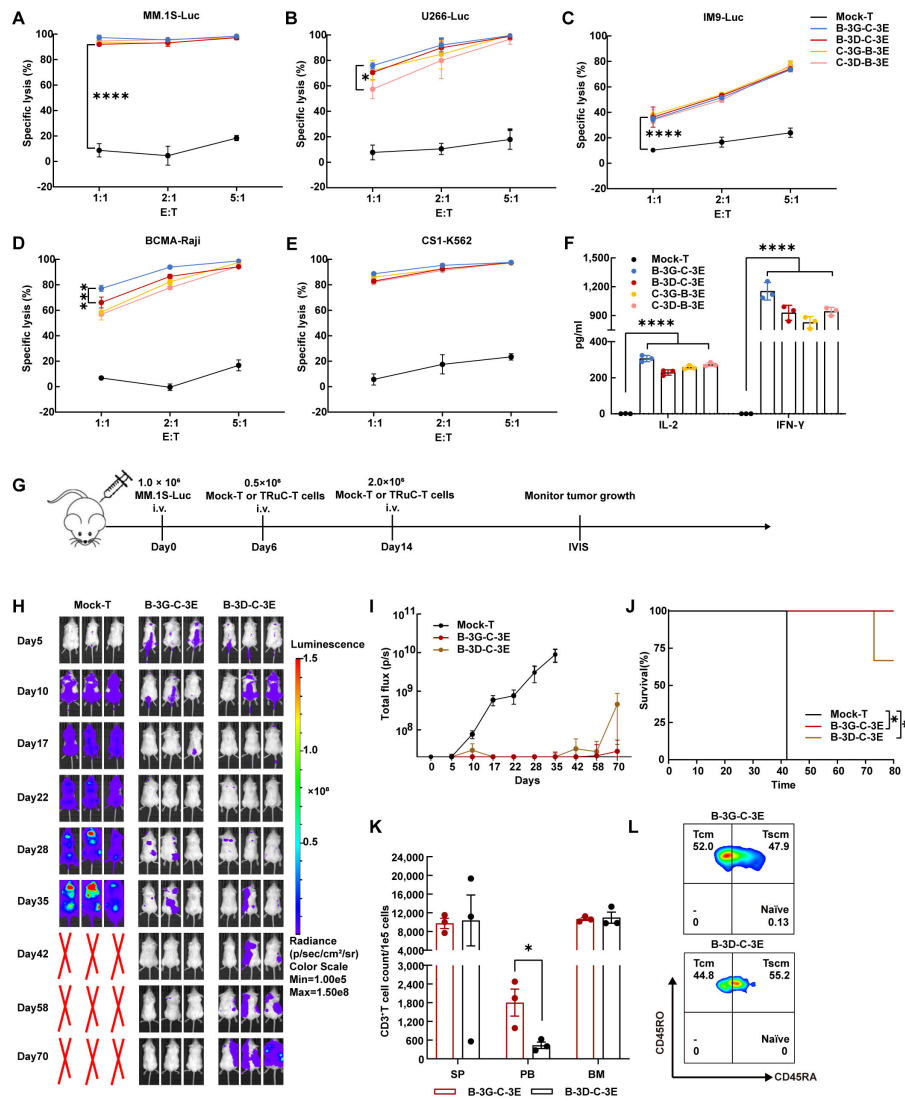 A
MM.1S-Luc
Specific lysis (%)
100
80
60
40
20
0
-20
****
1:1
2:1
5:1
E:T
B
U266-Luc
Specific lysis (%)
100
80
60
40
20
0
-20
*
1:1
2:1
5:1
E:T
C
IM9-Luc
Specific lysis (%)
100
80
60
40
20
0
-20
****
1:1
2:1
5:1
E:T
Mock-T
B-3G-C-3E
B-3D-C-3E
C-3G-B-3E
C-3D-B-3E
D
BCMA-Raji
Specific lysis (%)
100
80
60
40
20
0
-20
***
1:1
2:1
5:1
E:T
E
CS1-K562
Specific lysis (%)
100
80
60
40
20
0
-20
1:1
2:1
5:1
E:T
F
Mock-T
B-3G-C-3E
B-3D-C-3E
C-3G-B-3E
C-3D-B-3E
pg/ml
1,500
1,200
900
600
400
200
0
****
****
IL-2
IFN-γ
G
1.0 × 10⁶
MM.1S-Luc
i.v.
Day0
0.5×10⁶
Mock-T or TRuC-T cells
i.v.
Day6
2.0×10⁶
Mock-T or TRuC-T cells
i.v.
Day14
Monitor tumor growth
IVIS
H
Mock-T
B-3G-C-3E
B-3D-C-3E
Day5
Day10
Day17
Day22
Day28
Day35
Day42
Day58
Day70
Luminescence
1.5
1.0
×10⁸
0.5
Radiance
(p/sec/cm²/sr)
Color Scale
Min=1.00e5
Max=1.50e8
I
Total flux (p/s)
10¹¹
10¹⁰
10⁹
10⁸
Mock-T
B-3G-C-3E
B-3D-C-3E
0
5
10
17
22
28
35
42
58
70
Days
J
Survival(%)
100
75
50
25
0
Mock-T
B-3G-C-3E
B-3D-C-3E
*
*
0
10
20
30
40
50
60
70
80
Time
K
CD3⁺T cell count/1e5 cells
24,000
20,000
16,000
12,000
8,000
4,000
3,000
2,400
1,800
1,200
600
0
*
SP
PB
BM
B-3G-C-3E
B-3D-C-3E
L
B-3G-C-3E
Tcm
52.0
Tscm
47.9
-
0
Naïve
0.13
B-3D-C-3E
Tcm
44.8
Tscm
55.2
-
0
Naïve
0
CD45RO
CD45RA